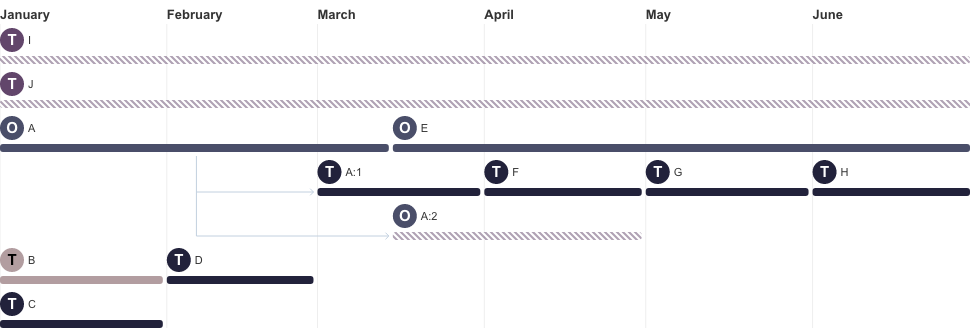 January February March April May June
T I
T J
O A O E
T A:1 T F T G T H
O A:2
T B T D
T C